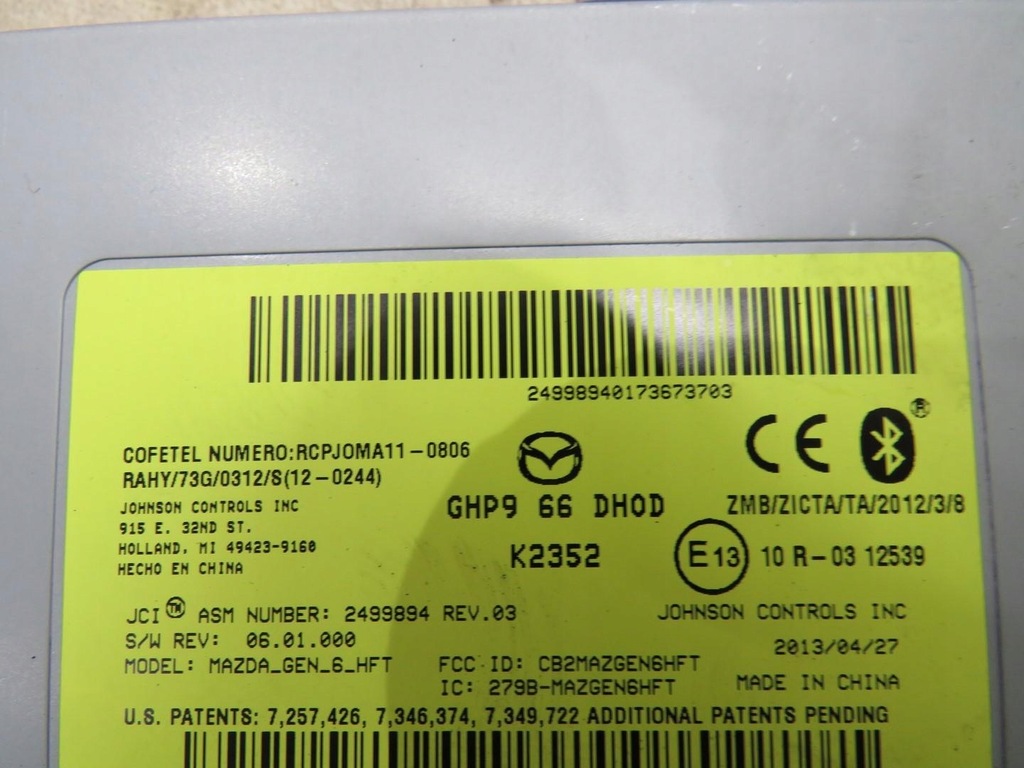 24998940173673703
COFETEL NUMERO:RCPJOMA11-0806
RAHY/73G/0312/S(12-0244)
JOHNSON CONTROLS INC
915 E. 32ND ST.
HOLLAND, MI 49423-9160
HECHO EN CHINA
GHP9 66 DH0D
K2352
CE
®
ZMB/ZICTA/TA/2012/3/8
E13 10 R-03 12539
JCI™ ASM NUMBER: 2499894 REV.03
S/W REV: 06.01.000
MODEL: MAZDA_GEN_6_HFT
FCC ID: CB2MAZGEN6HFT
IC: 279B-MAZGEN6HFT
JOHNSON CONTROLS INC
2013/04/27
MADE IN CHINA
U.S. PATENTS: 7,257,426, 7,346,374, 7,349,722 ADDITIONAL PATENTS PENDING